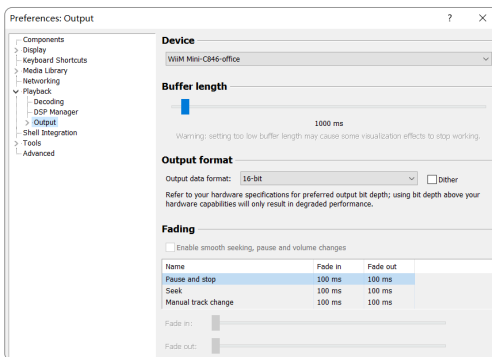 Preferences: Output
?
Components
Display
Keyboard Shortcuts
Media Library
Networking
Playback
Decoding
DSP Manager
Output
Shell Integration
Tools
Advanced
Device
WiiM Mini-C846-office
Buffer length
1000 ms
Warning: setting too low buffer length may cause some visualization effects to stop working.
Output format
Output data format: 16-bit Dither
Refer to your hardware specifications for preferred output bit depth; using bit depth above your
hardware capabilities will only result in degraded performance.
Fading
Enable smooth seeking, pause and volume changes
Name Fade in Fade out
Pause and stop 100 ms 100 ms
Seek 100 ms 100 ms
Manual track change 100 ms 100 ms
Fade in:
Fade out: